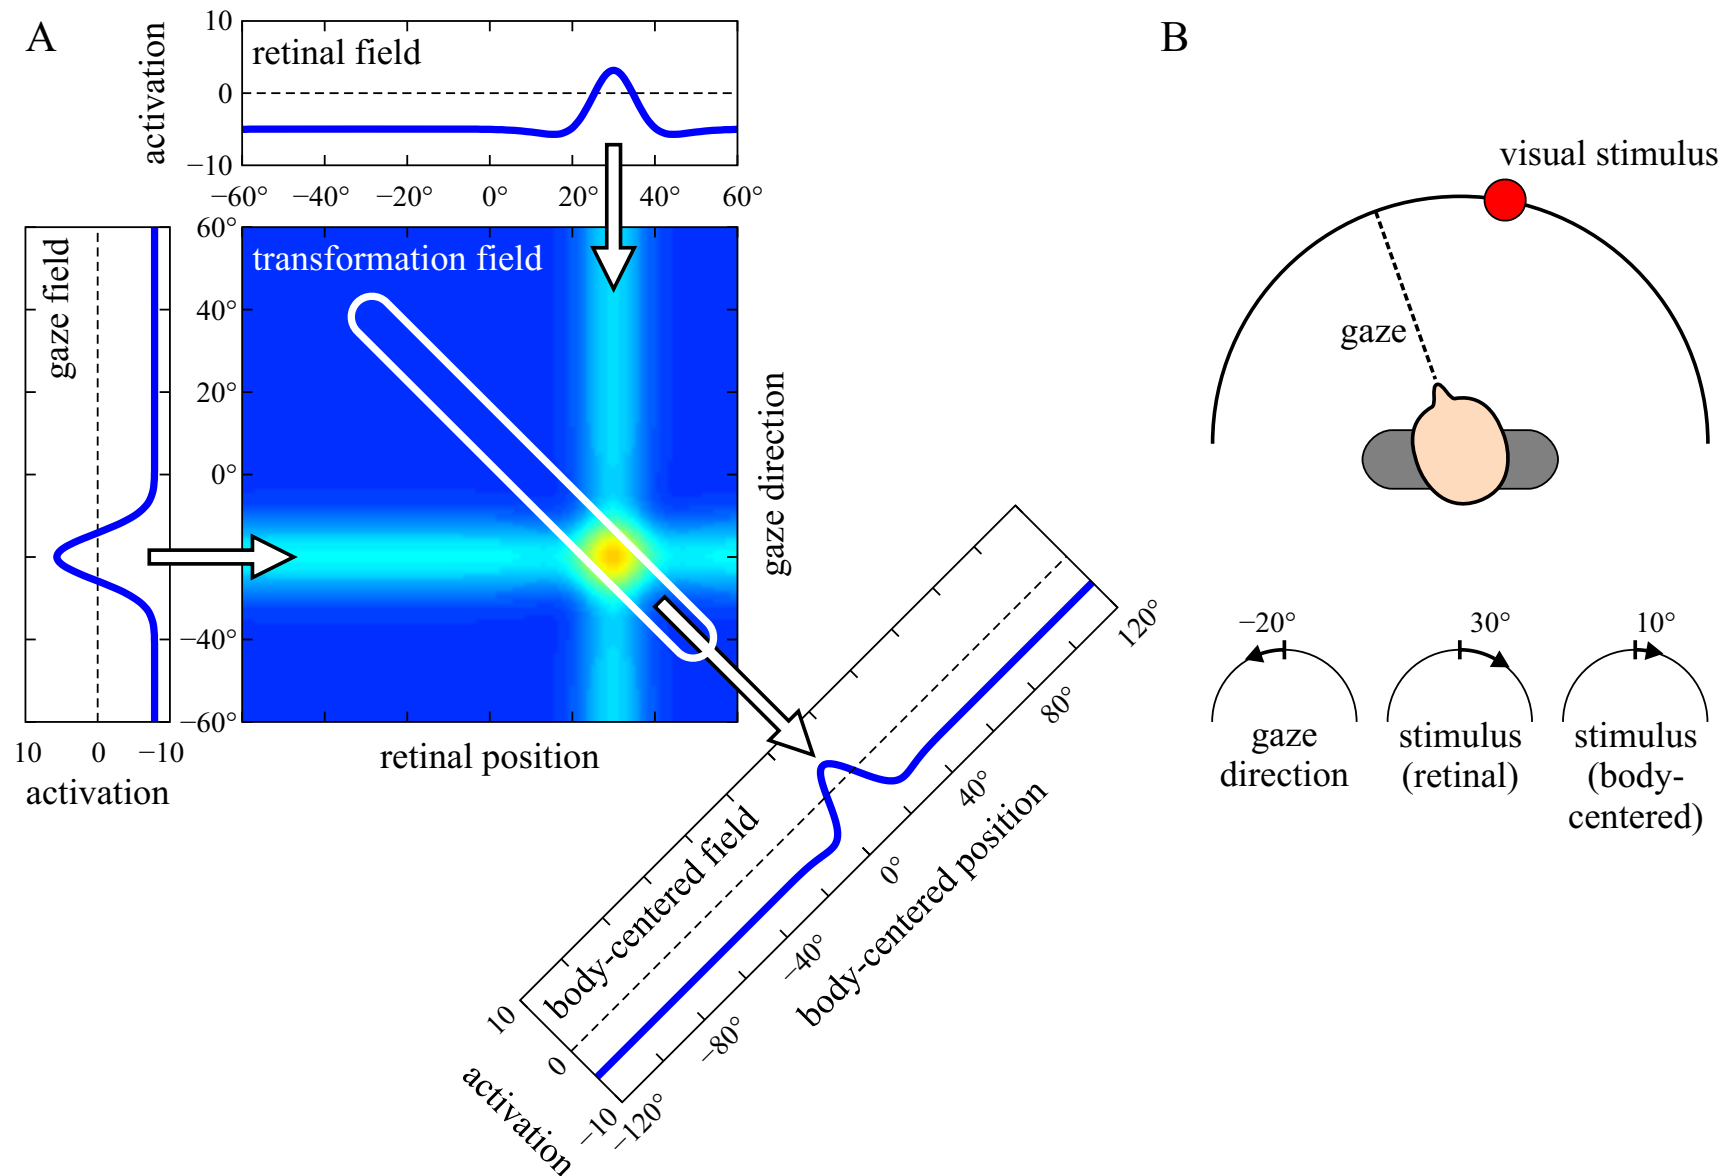 A
10
0
−10
activation
retinal field
−60°
−40°
−20°
0°
20°
40°
60°
gaze field
10
0
−10
activation
60°
40°
20°
0°
−40°
−60°
transformation field
retinal position
gaze direction
body-centered field
10
0
−10
activation
−120°
−80°
−40°
0°
40°
80°
120°
body-centered position
B
visual stimulus
gaze
−20°
30°
10°
gaze
direction
stimulus
(retinal)
stimulus
(body-
centered)